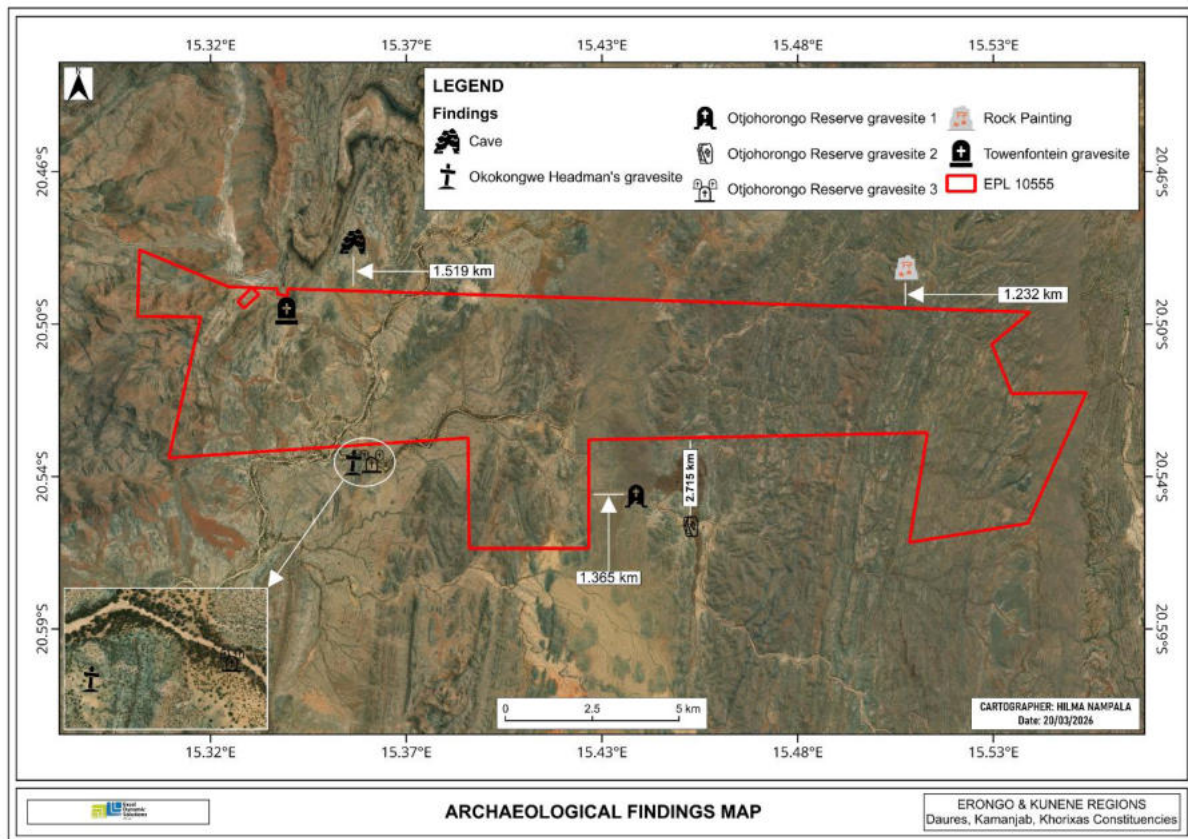 15.32°E 15.37°E 15.43°E 15.48°E 15.53°E
LEGEND
Findings
Cave
Okokongwe Headman's gravesite
Otjohorongo Reserve gravesite 1
Otjohorongo Reserve gravesite 2
Otjohorongo Reserve gravesite 3
Rock Painting
Towenfontein gravesite
EPL 10555
20.46°S 20.46°S
1.519 km
1.232 km
20.50°S 20.50°S
20.54°S 20.54°S
2.715 km
1.365 km
20.59°S 20.59°S
0 2.5 5 km
CARTOGRAPHER: HILMA NAMPALA
Date: 20/03/2026
15.32°E 15.37°E 15.43°E 15.48°E 15.53°E
Excel
Dynamic
Solutions
ARCHAEOLOGICAL FINDINGS MAP
ERONGO & KUNENE REGIONS
Daures, Kamanjab, Khorixas Constituencies